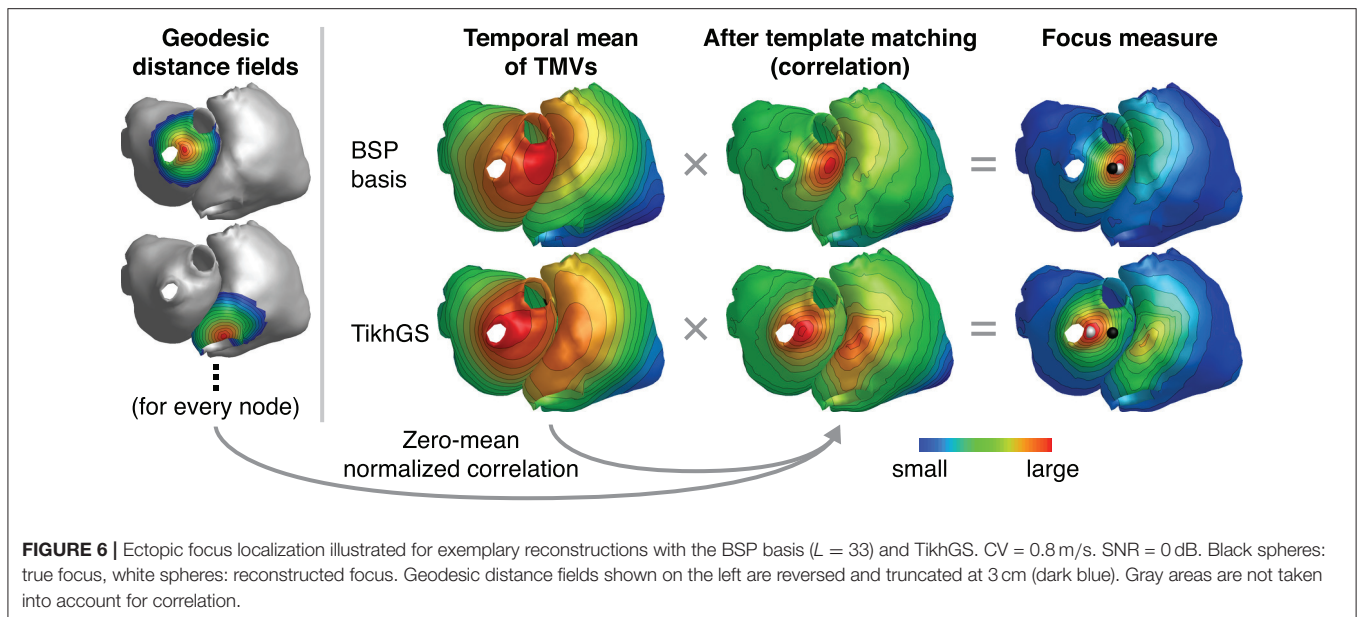 Geodesic
distance fields
Temporal mean
of TMVs
After template matching
(correlation)
Focus measure
BSP
basis
×
=
TikhGS
×
=
(for every node)
Zero-mean
normalized correlation
small
large
FIGURE 6 | Ectopic focus localization illustrated for exemplary reconstructions with the BSP basis (L = 33) and TikhGS. CV = 0.8 m/s. SNR = 0 dB. Black spheres:
true focus, white spheres: reconstructed focus. Geodesic distance fields shown on the left are reversed and truncated at 3 cm (dark blue). Gray areas are not taken
into account for correlation.